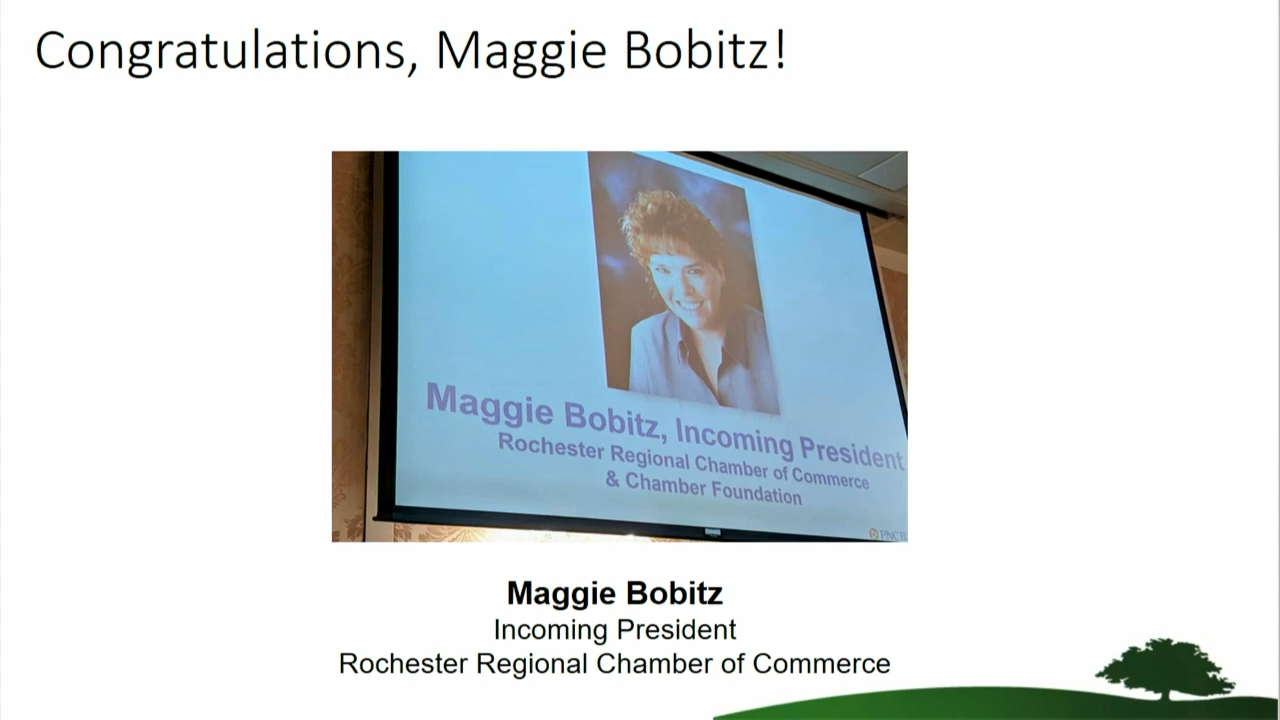 Congratulations, Maggie Bobitz!
Maggie Bobitz, Incoming President
Rochester Regional Chamber of Commerce
& Chamber Foundation
Maggie Bobitz
Incoming President
Rochester Regional Chamber of Commerce